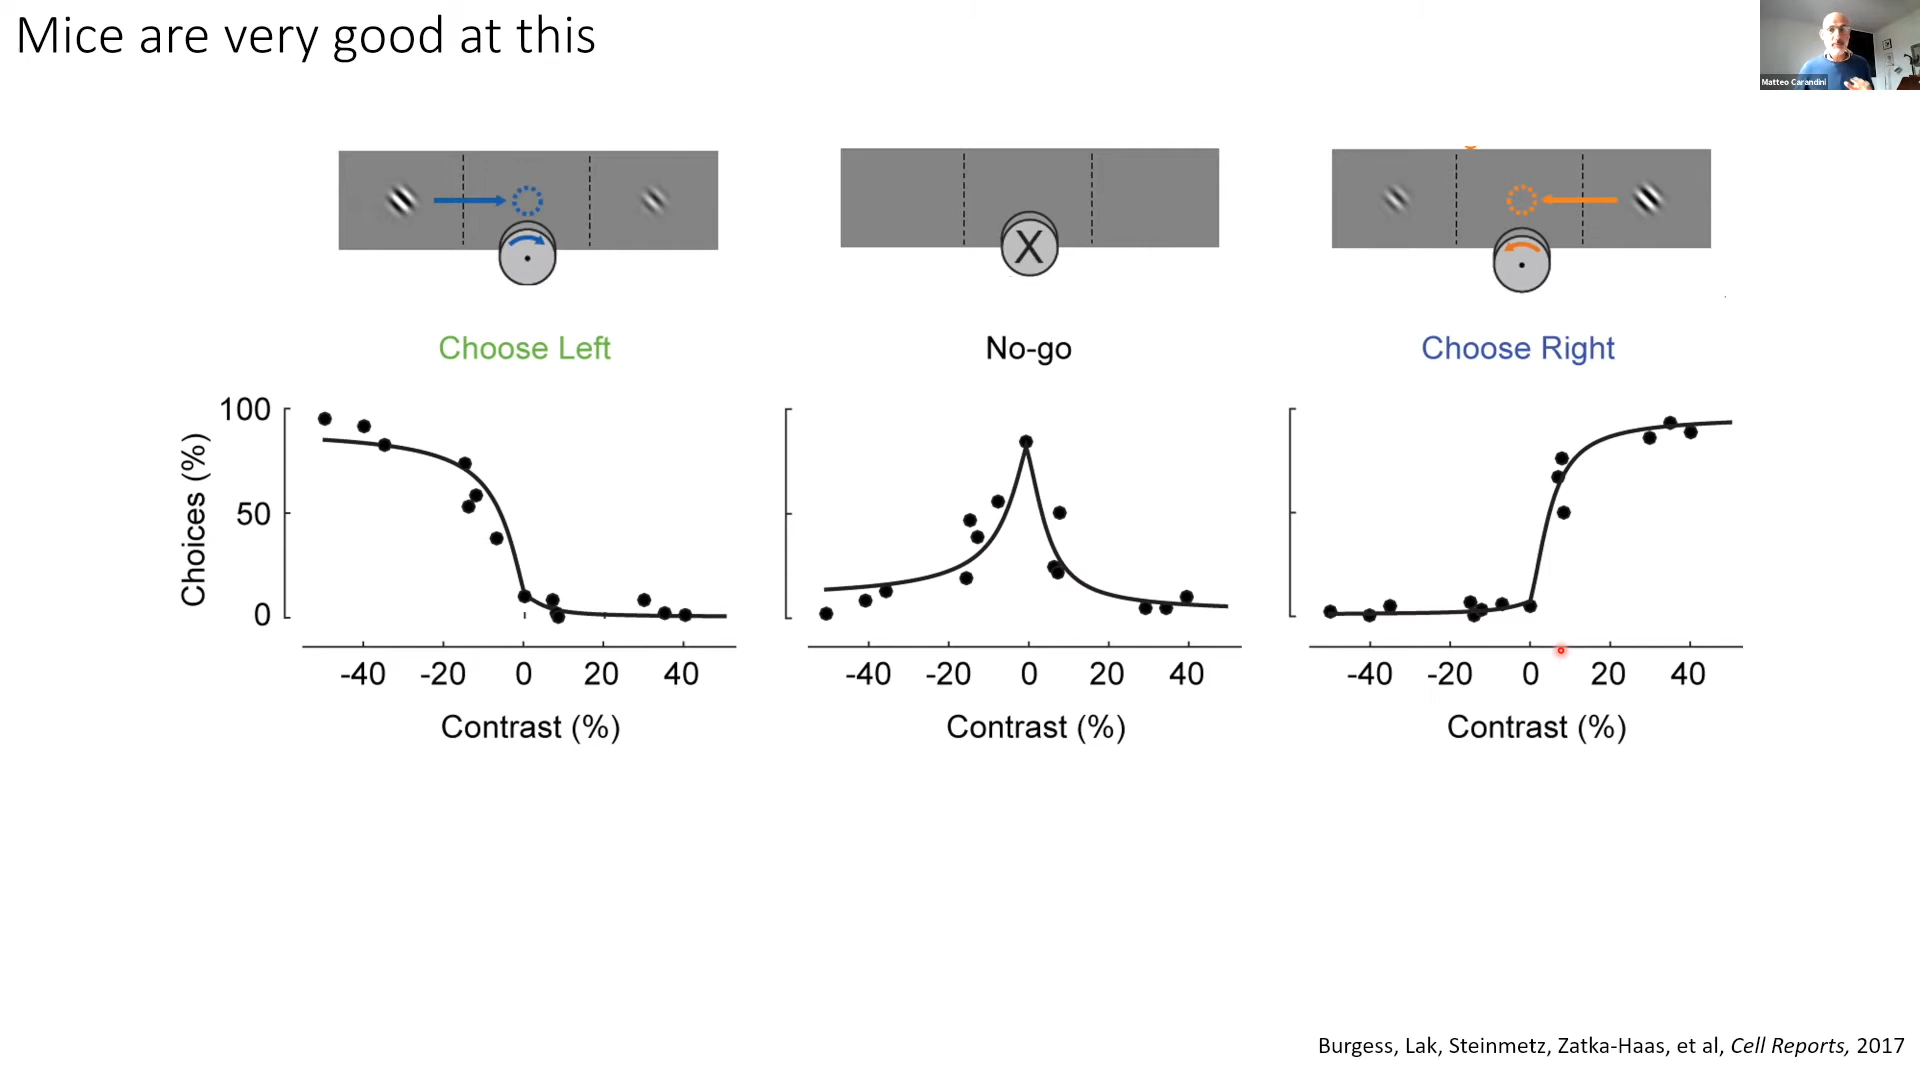 Mice are very good at this
Matteo Carandini
X
Choose Left
No-go
Choose Right
Choices (%)
100
50
0
-40 -20 0 20 40
-40 -20 0 20 40
-40 -20 0 20 40
Contrast (%)
Contrast (%)
Contrast (%)
Burgess, Lak, Steinmetz, Zatka-Haas, et al, Cell Reports, 2017